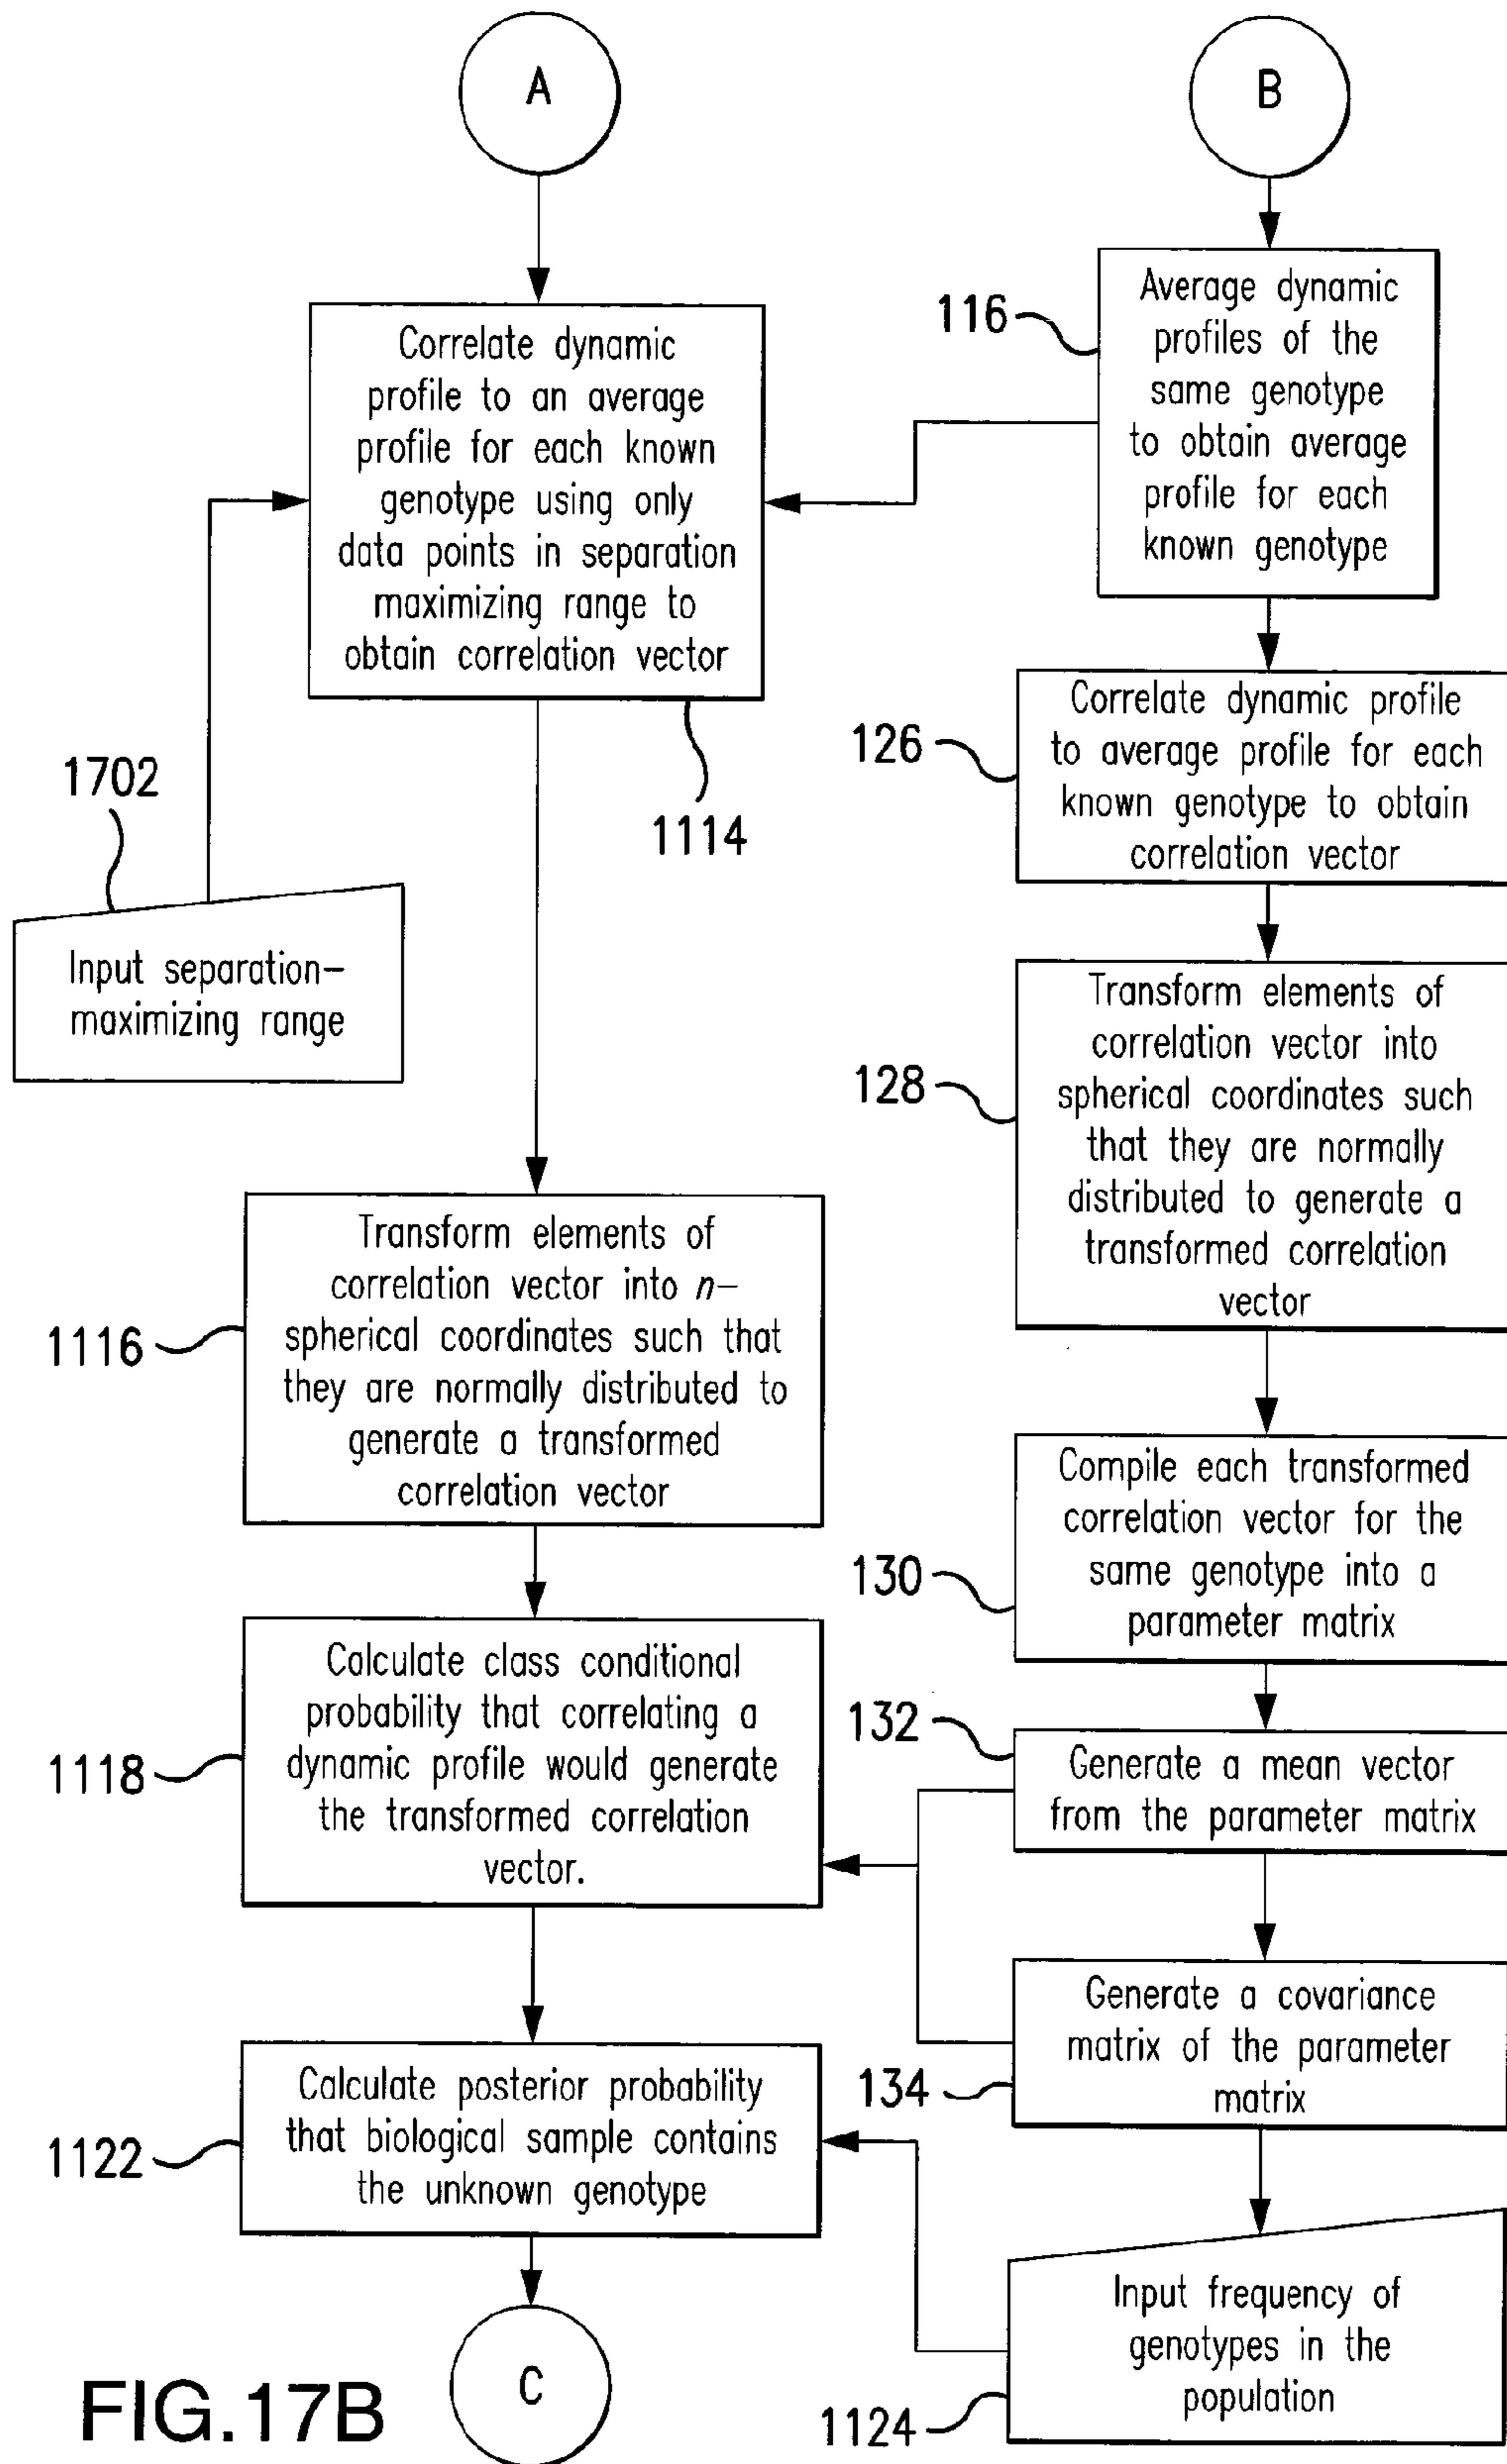 A
B
116
Average dynamic
profiles of the
same genotype
to obtain average
profile for each
known genotype
Correlate dynamic
profile to an average
profile for each known
genotype using only
data points in separation
maximizing range to
obtain correlation vector
1114
1702
Input separation–
maximizing range
126
Correlate dynamic profile
to average profile for each
known genotype to obtain
correlation vector
128
Transform elements of
correlation vector into
spherical coordinates such
that they are normally
distributed to generate a
transformed correlation
vector
1116
Transform elements of
correlation vector into n–
spherical coordinates such that
they are normally distributed to
generate a transformed
correlation vector
130
Compile each transformed
correlation vector for the
same genotype into a
parameter matrix
1118
Calculate class conditional
probability that correlating a
dynamic profile would generate
the transformed correlation
vector.
132
Generate a mean vector
from the parameter matrix
134
Generate a covariance
matrix of the parameter
matrix
1122
Calculate posterior probability
that biological sample contains
the unknown genotype
1124
Input frequency of
genotypes in the
population
C
FIG.17B